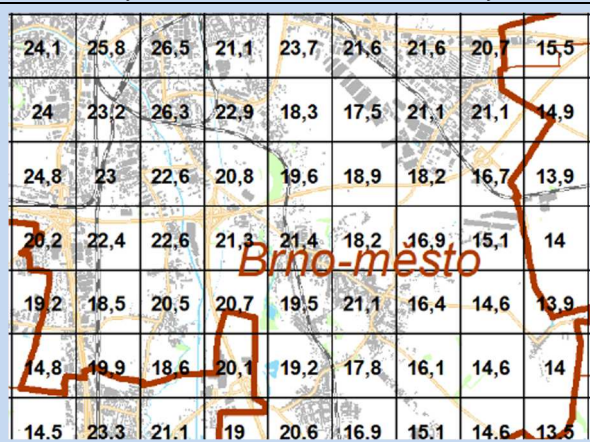 24,1 25,8 26,5 21,1 23,7 21,6 21,6 20,7 15,5
24 23,2 26,3 22,9 18,3 17,5 21,1 21,1 14,9
24,8 23 22,6 20,8 19,6 18,9 18,2 16,7 13,9
20,2 22,4 22,6 21,3 21,4 18,2 16,9 15,1 14
Brno-město
19,2 18,5 20,5 20,7 19,5 21,1 16,4 14,6 13,9
14,8 19,9 18,6 20,1 19,2 17,8 16,1 14,6 14
14,5 23,3 21,1 19 20,6 16,9 15,1 14,6 13,5